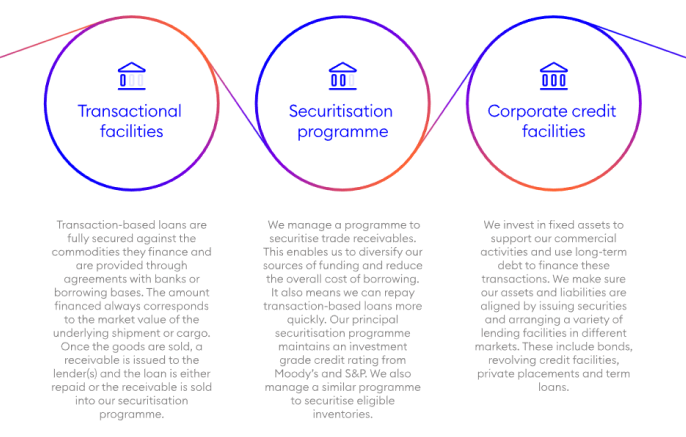 Transactional
facilities
Securitisation
programme
Corporate credit
facilities
Transaction-based loans are
fully secured against the
commodities they finance and
are provided through
agreements with banks or
borrowing bases. The amount
financed always corresponds
to the market value of the
underlying shipment or cargo.
Once the goods are sold, a
receivable is issued to the
lender(s) and the loan is either
repaid or the receivable is sold
into our securitisation
programme.
We manage a programme to
securitise trade receivables.
This enables us to diversify our
sources of funding and reduce
the overall cost of borrowing.
It also means we can repay
transaction-based loans more
quickly. Our principal
securitisation programme
maintains an investment
grade credit rating from
Moody's and S&P. We also
manage a similar programme
to securitise eligible
inventories.
We invest in fixed assets to
support our commercial
activities and use long-term
debt to finance these
transactions. We make sure
our assets and liabilities are
aligned by issuing securities
and arranging a variety of
lending facilities in different
markets. These include bonds,
revolving credit facilities,
private placements and term
loans.